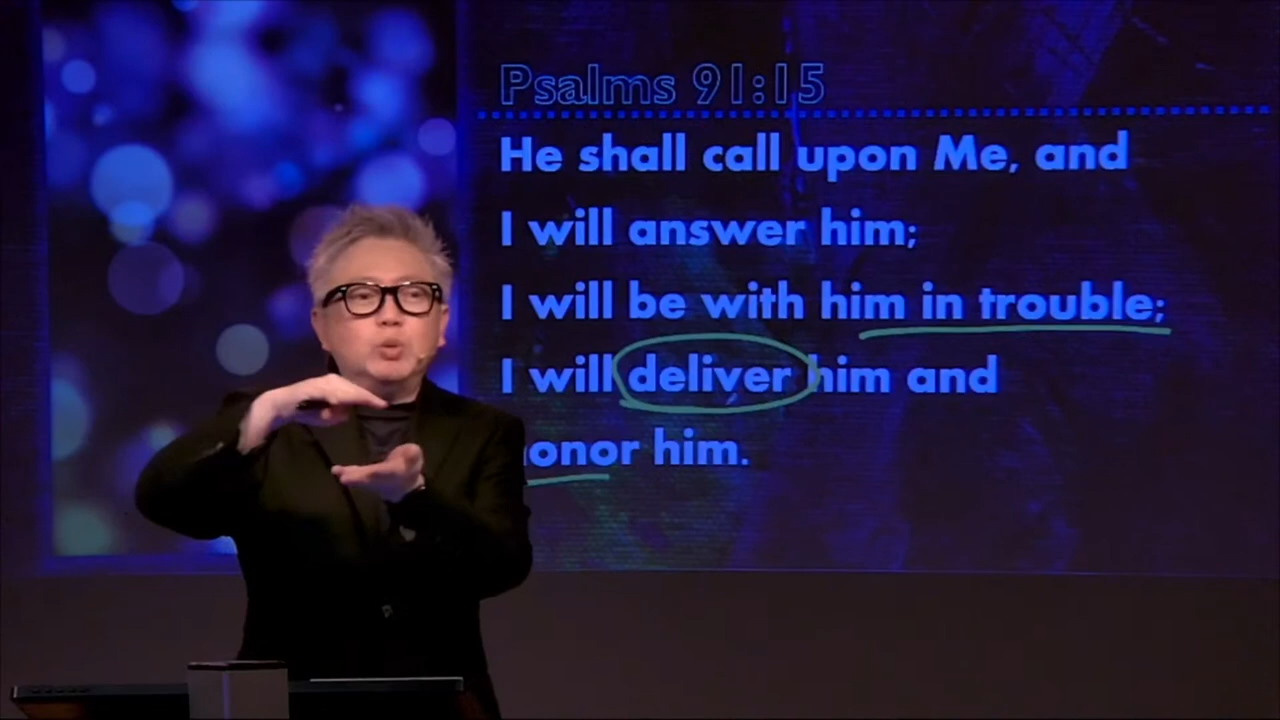 Psalms 91:15
He shall call upon Me, and
I will answer him;
I will be with him in trouble;
I will deliver him and
honor him.